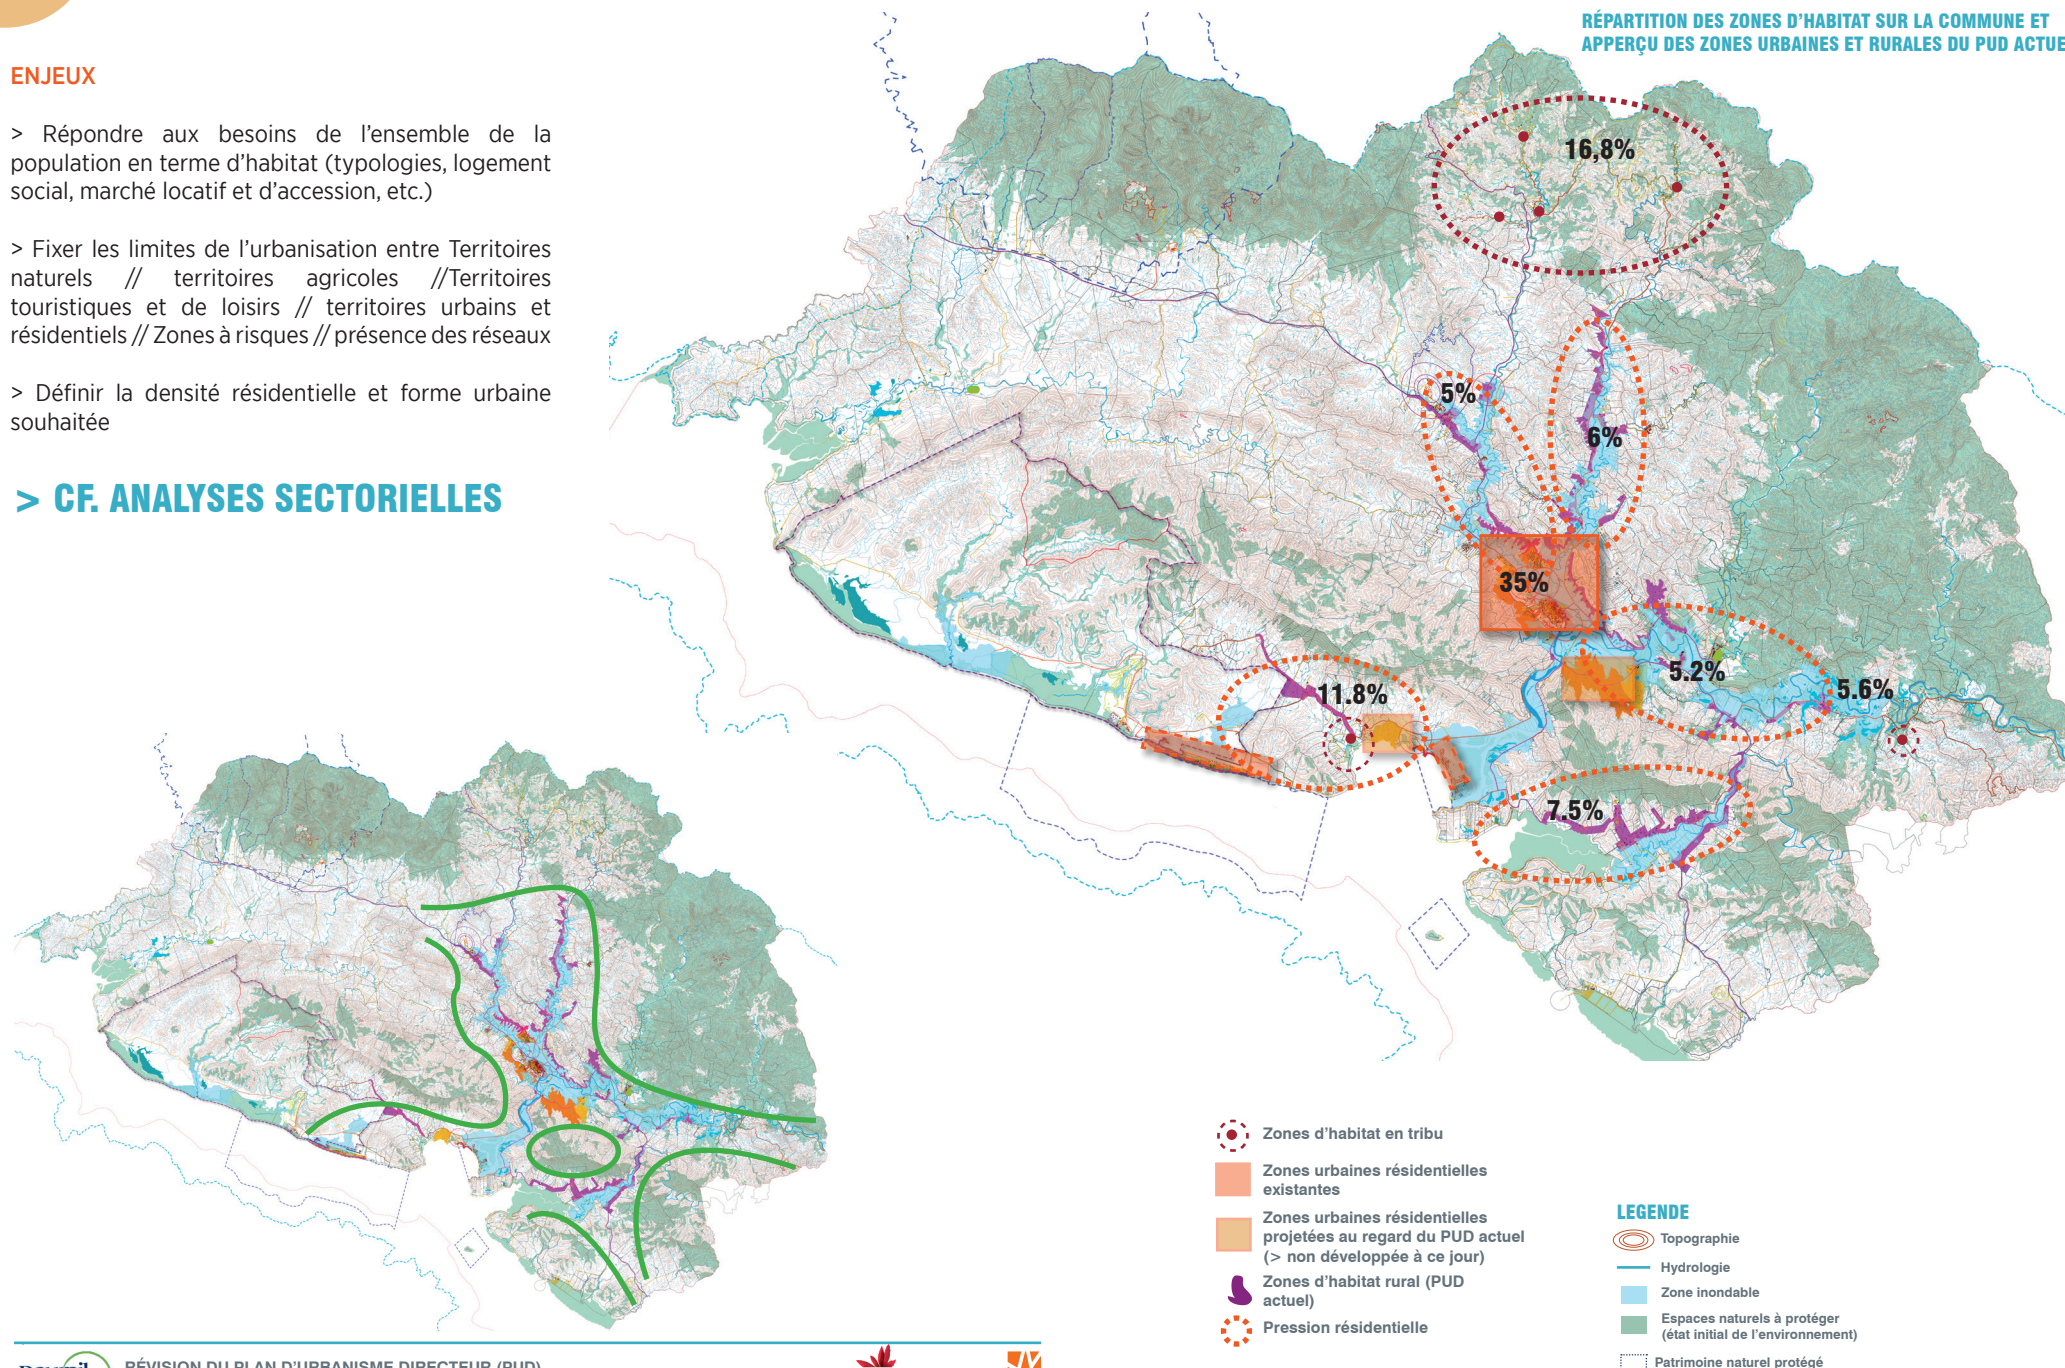 RÉPARTITION DES ZONES D'HABITAT SUR LA COMMUNE ET
APPERÇU DES ZONES URBAINES ET RURALES DU PUD ACTUE
ENJEUX
> Répondre aux besoins de l'ensemble de la
population en terme d'habitat (typologies, logement
social, marché locatif et d'accession, etc.)
> Fixer les limites de l'urbanisation entre Territoires
naturels // territoires agricoles //Territoires
touristiques et de loisirs // territoires urbains et
résidentiels // Zones à risques // présence des réseaux
> Définir la densité résidentielle et forme urbaine
souhaitée
> CF. ANALYSES SECTORIELLES
16,8%
5%
6%
35%
5.2%
5.6%
11.8%
7.5%
Zones d'habitat en tribu
Zones urbaines résidentielles
existantes
Zones urbaines résidentielles
projetées au regard du PUD actuel
(> non développée à ce jour)
Zones d'habitat rural (PUD
actuel)
Pression résidentielle
LEGENDE
Topographie
Hydrologie
Zone inondable
Espaces naturels à protéger
(état initial de l'environnement)
Patrimoine naturel protégé
RÉVISION DU PLAN D'URBANISME DIRECTEUR (PUD)